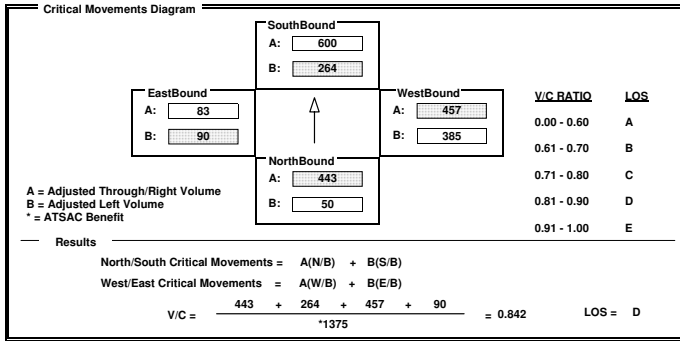 Critical Movements Diagram
SouthBound
A: 600
B: 264
EastBound
A: 83
B: 90
WestBound
A: 457
B: 385
NorthBound
A: 443
B: 50
V/C RATIO LOS
0.00 - 0.60 A
0.61 - 0.70 B
0.71 - 0.80 C
0.81 - 0.90 D
0.91 - 1.00 E
A = Adjusted Through/Right Volume
B = Adjusted Left Volume
* = ATSAC Benefit
Results
North/South Critical Movements = A(N/B) + B(S/B)
West/East Critical Movements = A(W/B) + B(E/B)
V/C = 443 + 264 + 457 + 90 = 0.842 LOS = D
*1375